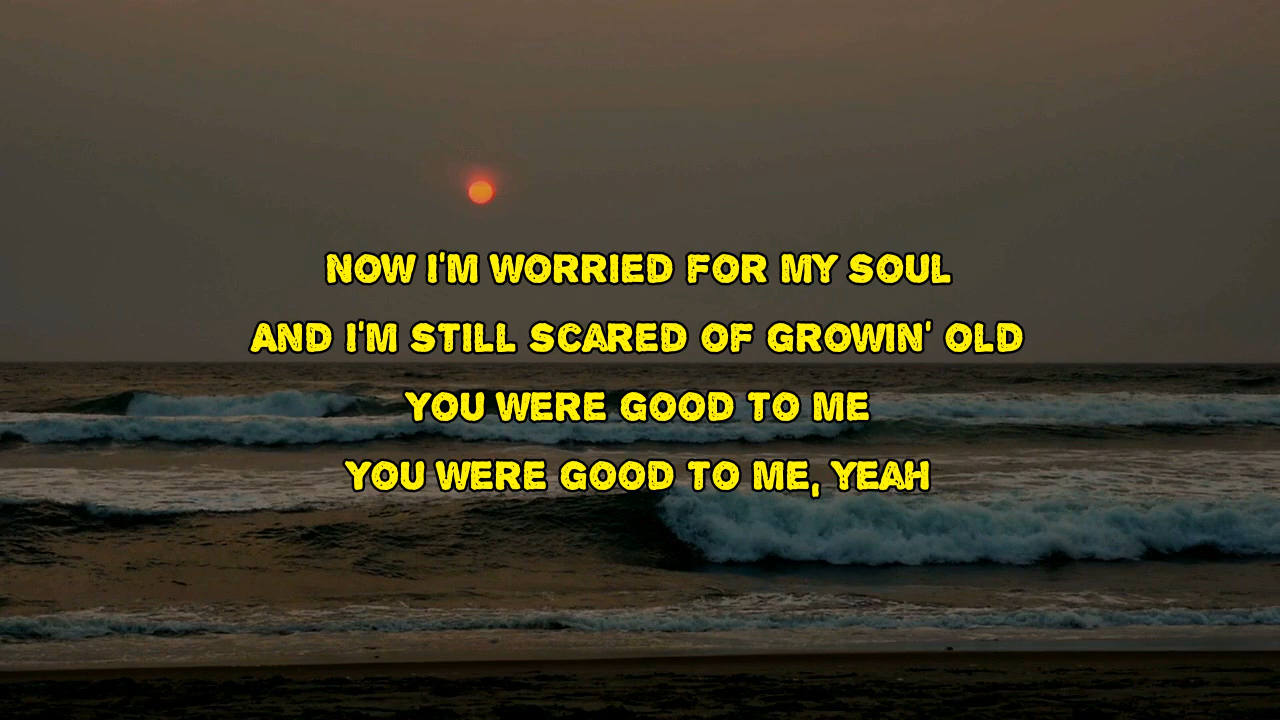 NOW I'M WORRIED FOR MY SOUL
AND I'M STILL SCARED OF GROWIN' OLD
YOU WERE GOOD TO ME
YOU WERE GOOD TO ME, YEAH